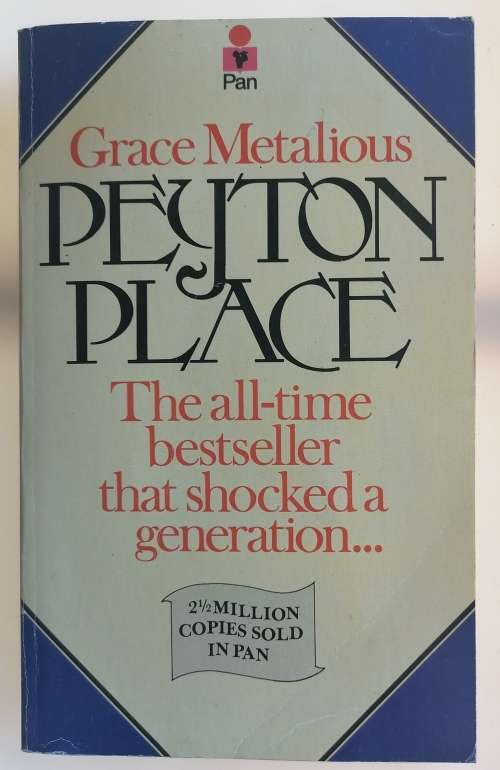 Pan
Grace Metalious
PEYTON
PLACE
The all-time
bestseller
that shocked a
generation...
2½ MILLION
COPIES SOLD
IN PAN